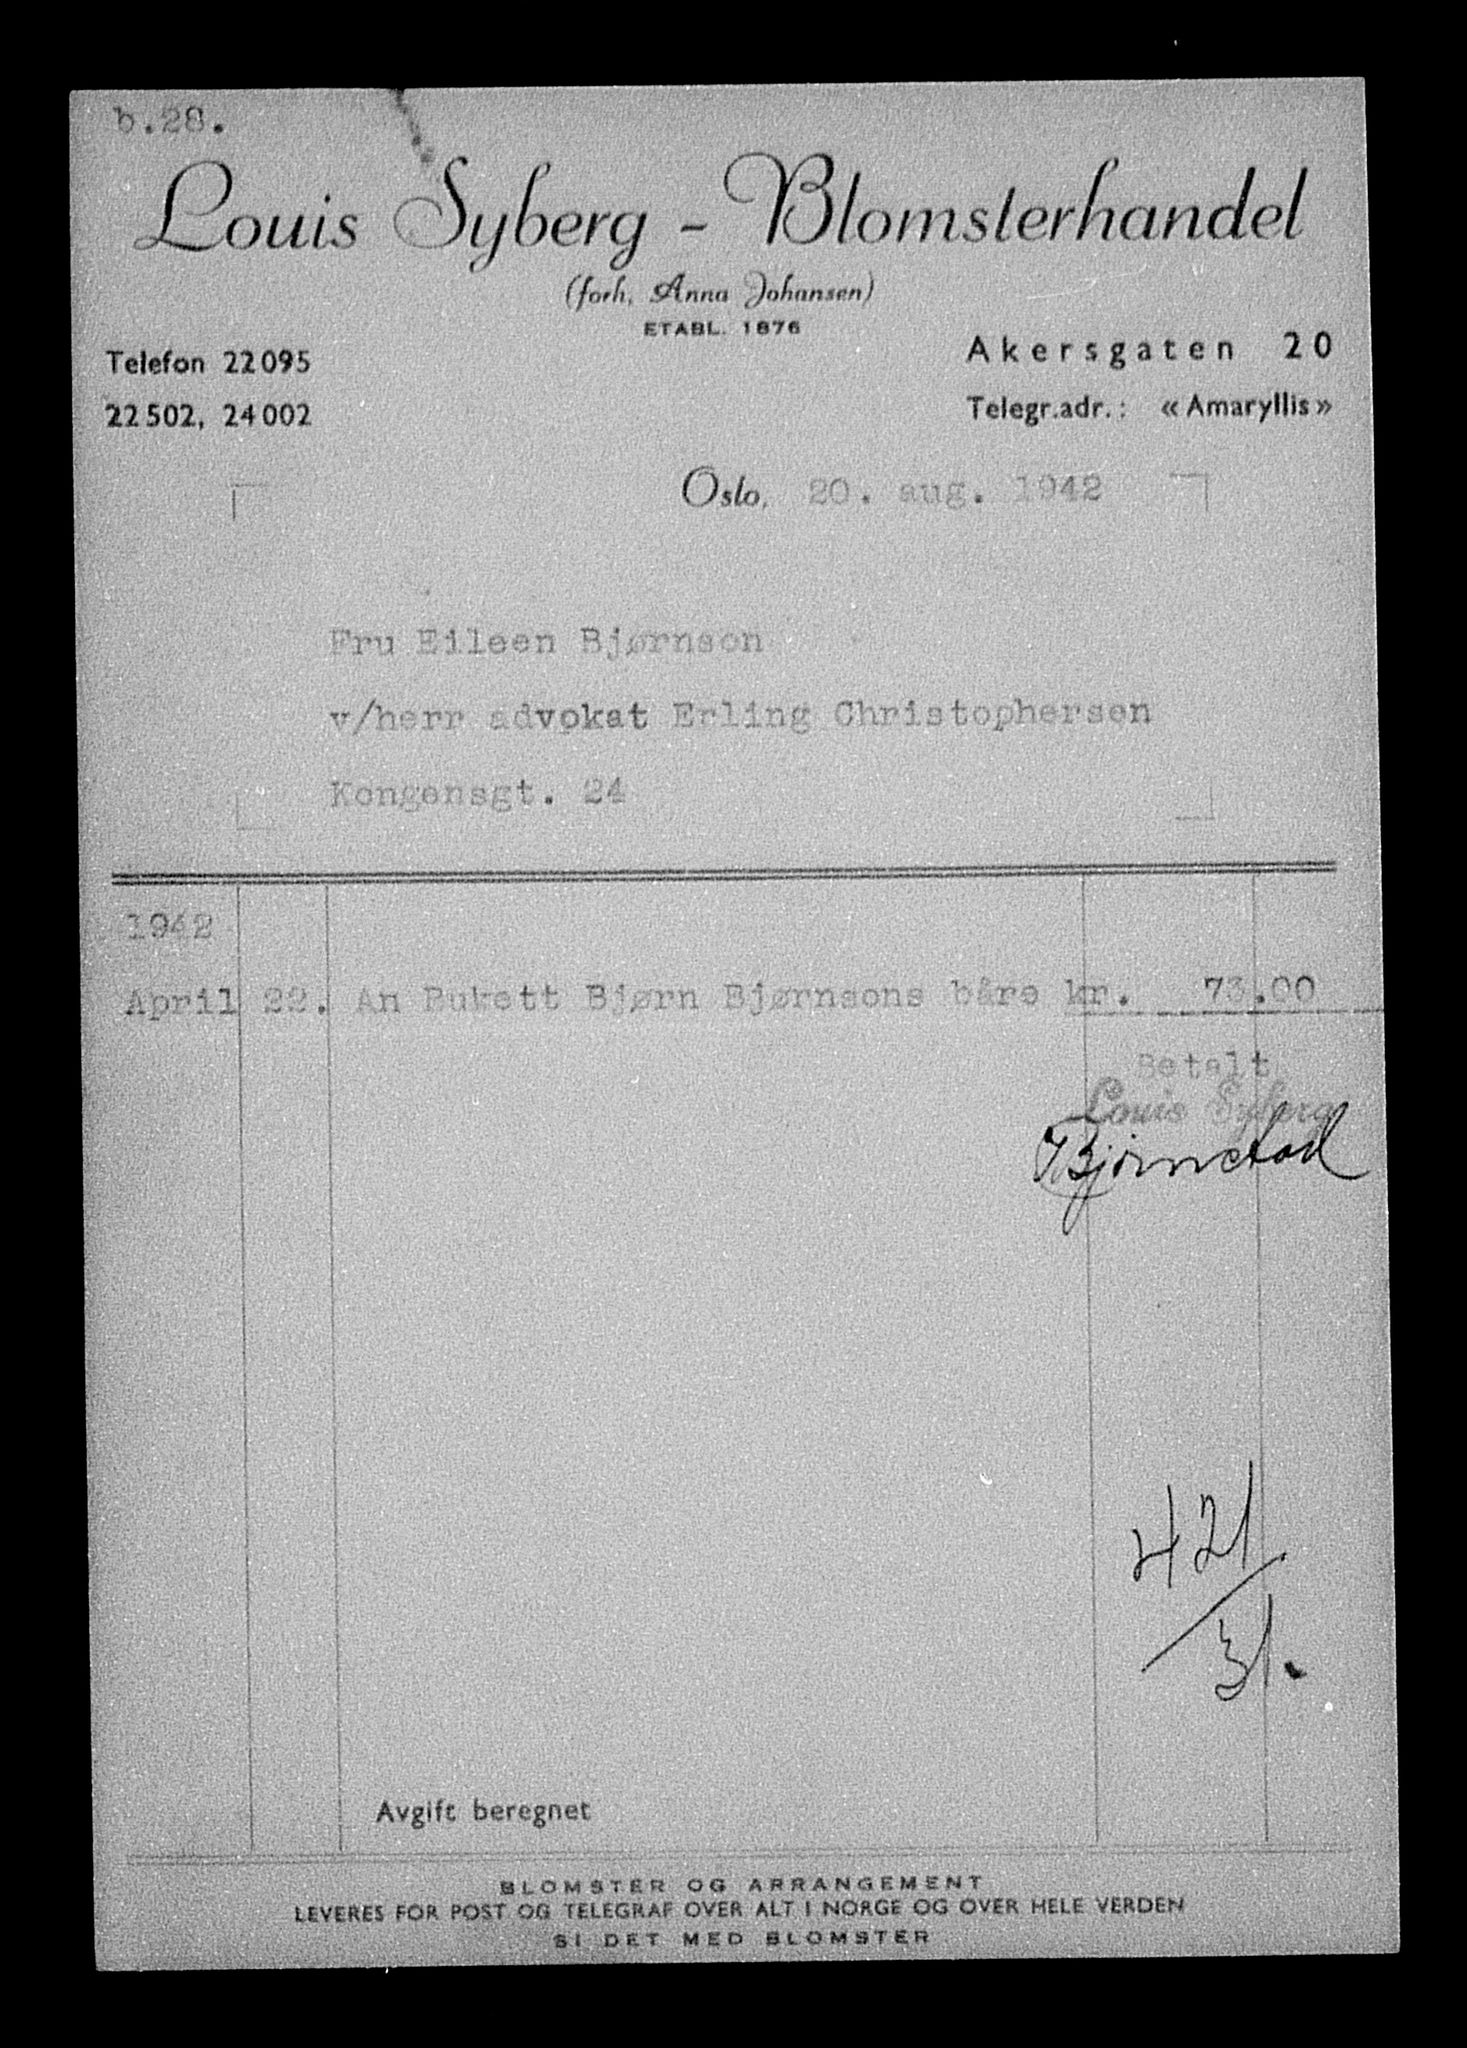 b.28.
Louis Syberg - Blomsterhandel
(forh. Anna Johansen)
ETABL. 1876
Telefon 22095
22502, 24002
Akersgaten 20
Telegr.adr.: «Amaryllis»
Oslo, 20. aug. 1942
Fru Eileen Bjørnson
v/herr advokat Erling Christophersen
Kongensgt. 24
1942
April 22. An Bukett Bjørn Bjørnsons båre kr. 73.00
Betalt
Louis Syberg
Bjørnstad
421
/31.
Avgift beregnet
BLOMSTER OG ARRANGEMENT
LEVERES FOR POST OG TELEGRAF OVER ALT I NORGE OG OVER HELE VERDEN
SI DET MED BLOMSTER